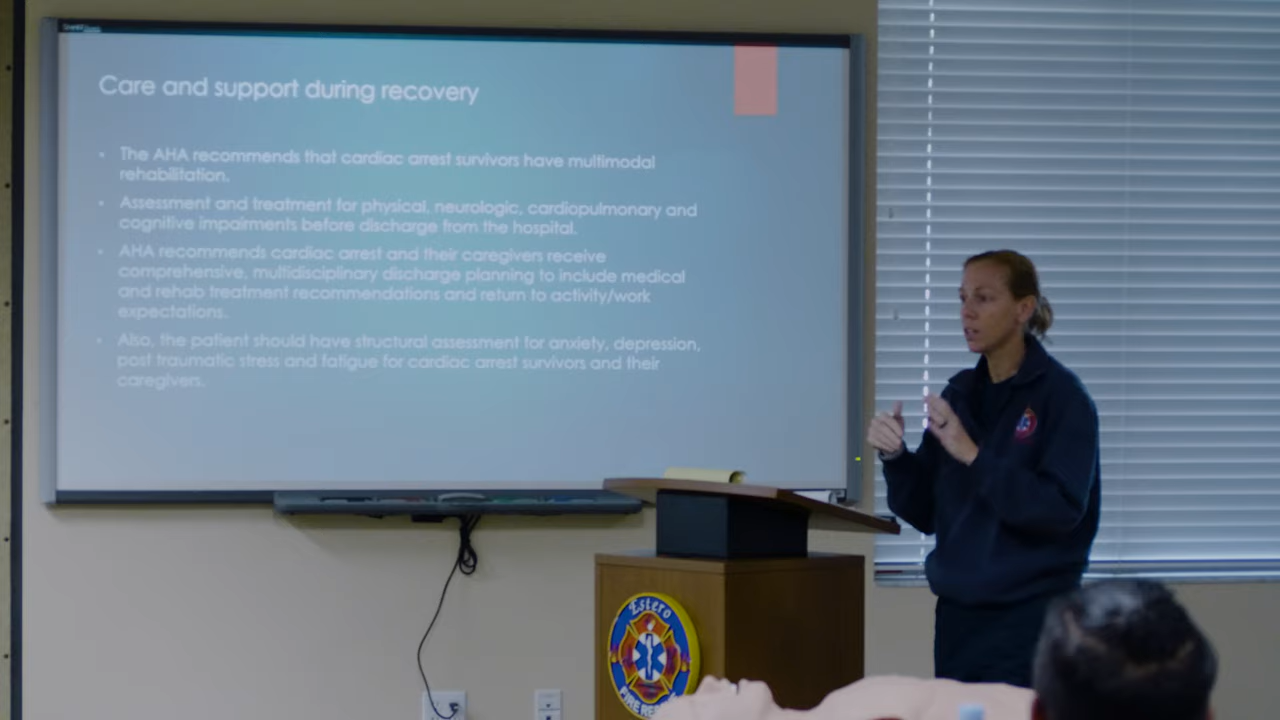 Care and support during recovery
• The AHA recommends that cardiac arrest survivors have multimodal
rehabilitation.
• Assessment and treatment for physical, neurologic, cardiopulmonary and
cognitive impairments before discharge from the hospital.
• AHA recommends cardiac arrest and their caregivers receive
comprehensive, multidisciplinary discharge planning to include medical
and rehab treatment recommendations and return to activity/work
expectations.
• Also, the patient should have structural assessment for anxiety, depression,
post traumatic stress and fatigue for cardiac arrest survivors and their
caregivers.
Estero
FIRE